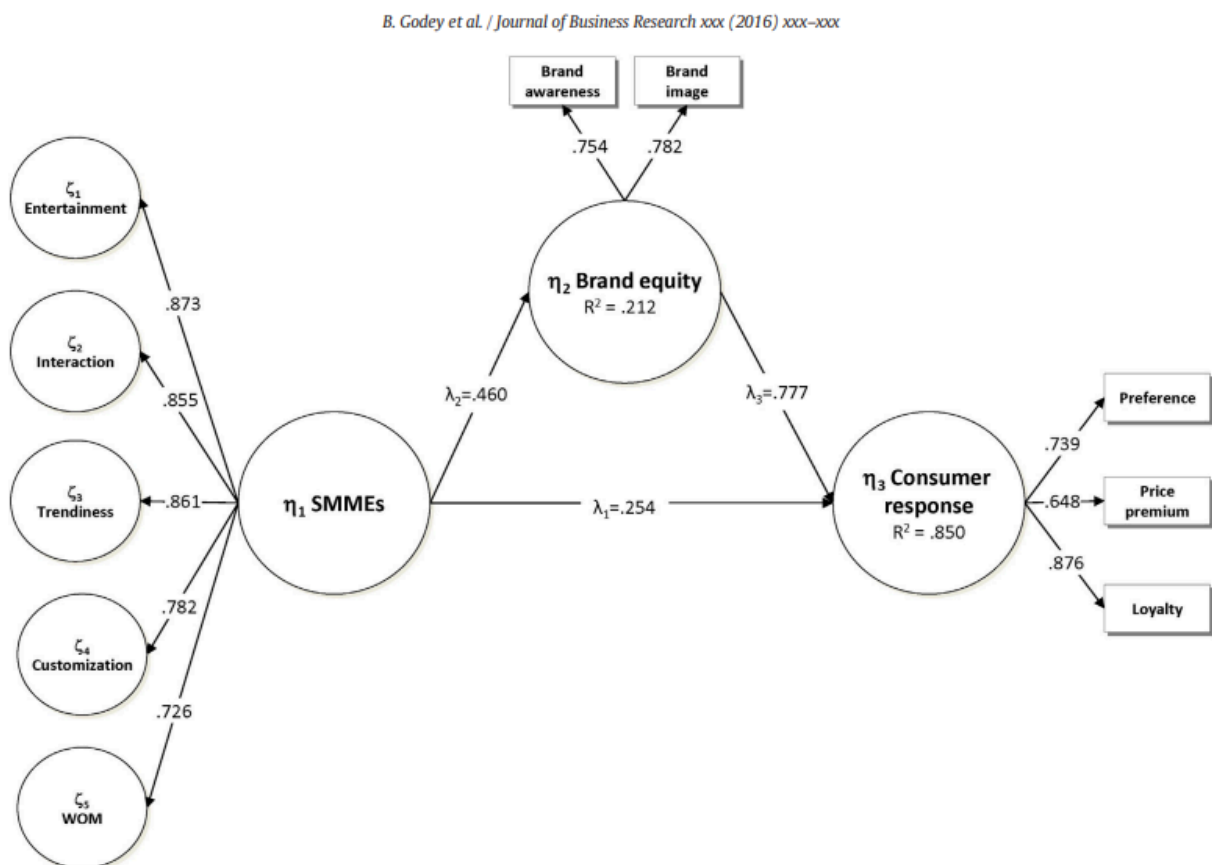 B. Godey et al. / Journal of Business Research xxx (2016) xxx–xxx
Brand
awareness
Brand
image
.754
.782
ζ₁
Entertainment
η₂ Brand equity
R² = .212
.873
ζ₂
Interaction
.855
λ₂=.460
λ₃=.777
Preference
.739
ζ₃
Trendiness
.861
η₁ SMMEs
λ₁=.254
η₃ Consumer
response
R² = .850
.648
Price
premium
.876
.782
Loyalty
ζ₄
Customization
.726
ζ₅
WOM